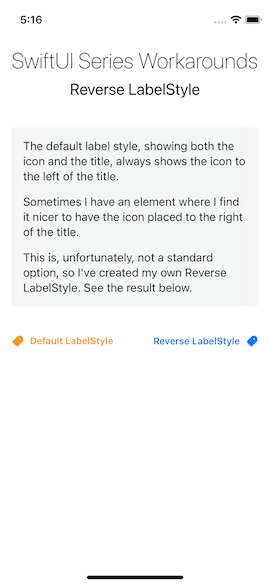 5:16
SwiftUI Series Workarounds
Reverse LabelStyle
The default label style, showing both the
icon and the title, always shows the icon to
the left of the title.
Sometimes I have an element where I find
it nicer to have the icon placed to the right
of the title.
This is, unfortunately, not a standard
option, so I've created my own Reverse
LabelStyle. See the result below.
Default LabelStyle
Reverse LabelStyle